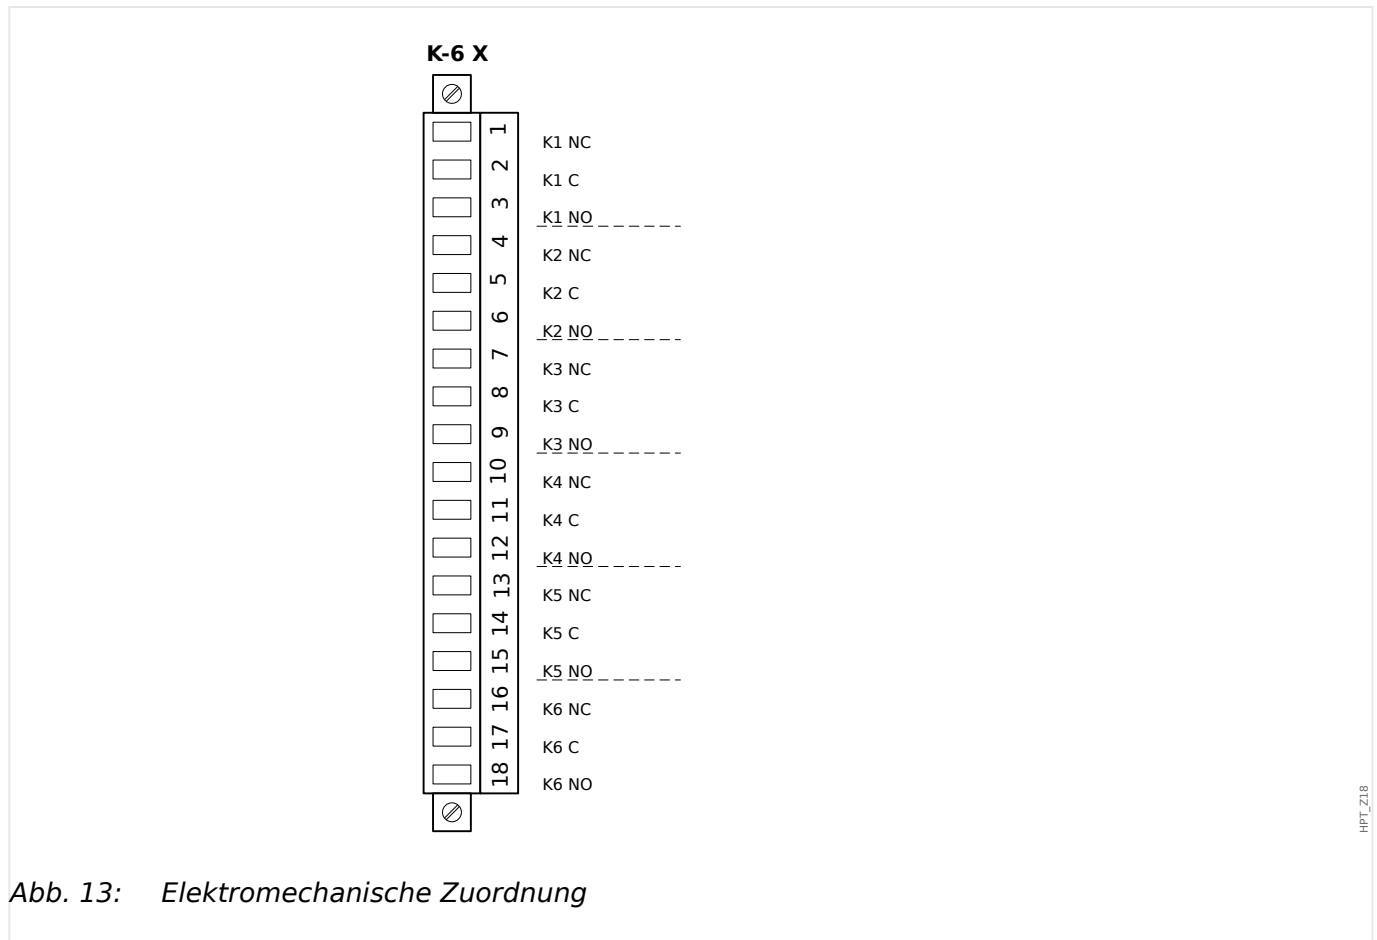 K-6 X
1 K1 NC
2 K1 C
3 K1 NO
4 K2 NC
5 K2 C
6 K2 NO
7 K3 NC
8 K3 C
9 K3 NO
10 K4 NC
11 K4 C
12 K4 NO
13 K5 NC
14 K5 C
15 K5 NO
16 K6 NC
17 K6 C
18 K6 NO
HPT_Z18
Abb. 13: Elektromechanische Zuordnung